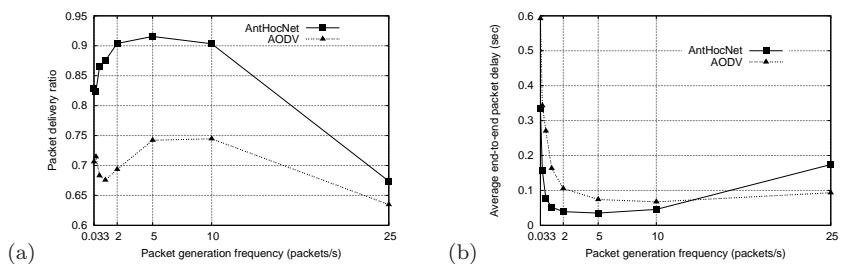 (a)
Packet delivery ratio
0.95
0.9
0.85
0.8
0.75
0.7
0.65
0.6
AntHocNet
AODV
0.033 2 5 10 25
Packet generation frequency (packets/s)
(b)
Average end-to-end packet delay (sec)
0.6
0.5
0.4
0.3
0.2
0.1
0
AntHocNet
AODV
0.033 2 5 10 25
Packet generation frequency (packets/s)